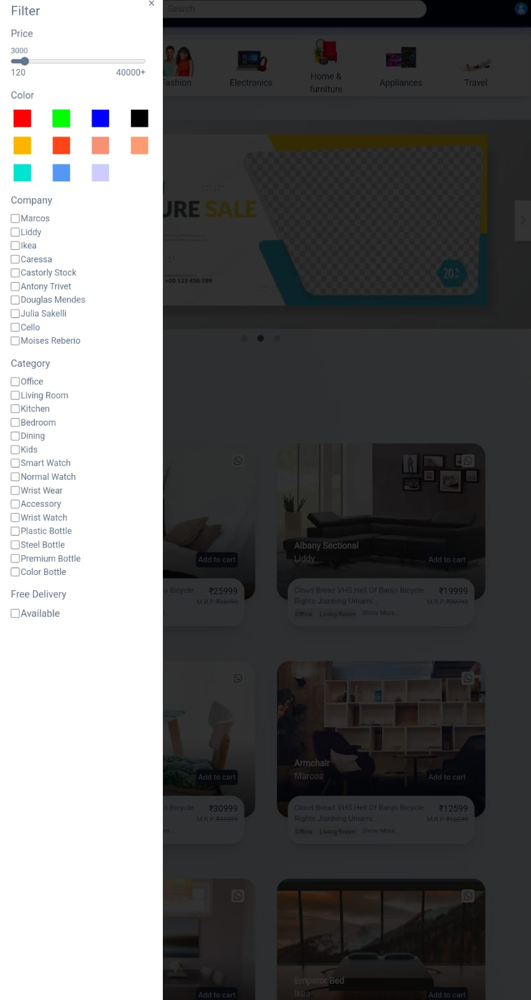 ×
Filter
Price
3000
120 40000+
Color
Company
Marcos
Liddy
Ikea
Caressa
Castorly Stock
Antony Trivet
Douglas Mendes
Julia Sakelli
Cello
Moises Reberio
Category
Office
Living Room
Kitchen
Bedroom
Dining
Kids
Smart Watch
Normal Watch
Wrist Wear
Accessory
Wrist Watch
Plastic Bottle
Steel Bottle
Premium Bottle
Color Bottle
Free Delivery
Available
Search
Fashion
Electronics
Home &
furniture
Appliances
Travel
URE SALE
+00 123 456 789
20%
Add to cart
o Bicycle ₹25999
M.R.P. ₹26999
Albany Sectional
Liddy
Add to cart
Cloud Bread VHS Hell Of Banjo Bicycle ₹19999
Rights Jianbing Umami... M.R.P. ₹20999
Office Living Room Show More...
Add to cart
o Bicycle ₹30999
M.R.P. ₹31999
re...
Armchair
Marcos
Add to cart
Cloud Bread VHS Hell Of Banjo Bicycle ₹12599
Rights Jianbing Umami... M.R.P. ₹13599
Office Living Room Show More...
Add to cart
Emperor Bed
Ikea
Add to cart